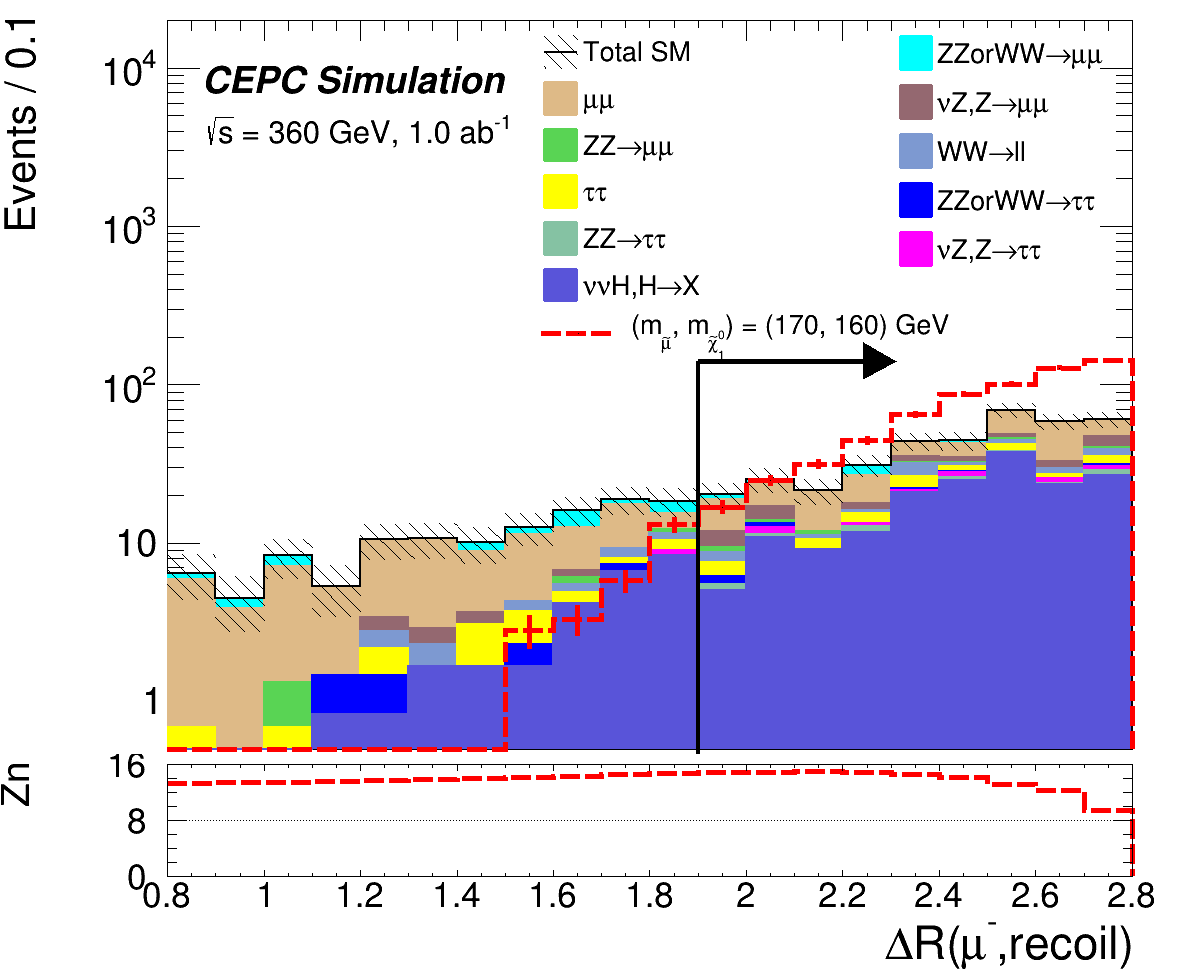 Events / 0.1
10⁴
10³
10²
10
1
CEPC Simulation
√s = 360 GeV, 1.0 ab⁻¹
Total SM
μμ
ZZ→μμ
ττ
ZZ→ττ
ννH,H→X
ZZorWW→μμ
νZ,Z→μμ
WW→ll
ZZorWW→ττ
νZ,Z→ττ
(m_μ̃, m_χ̃⁰₁) = (170, 160) GeV
Zn
16
8
0
0.8 1 1.2 1.4 1.6 1.8 2 2.2 2.4 2.6 2.8
ΔR(μ⁻,recoil)